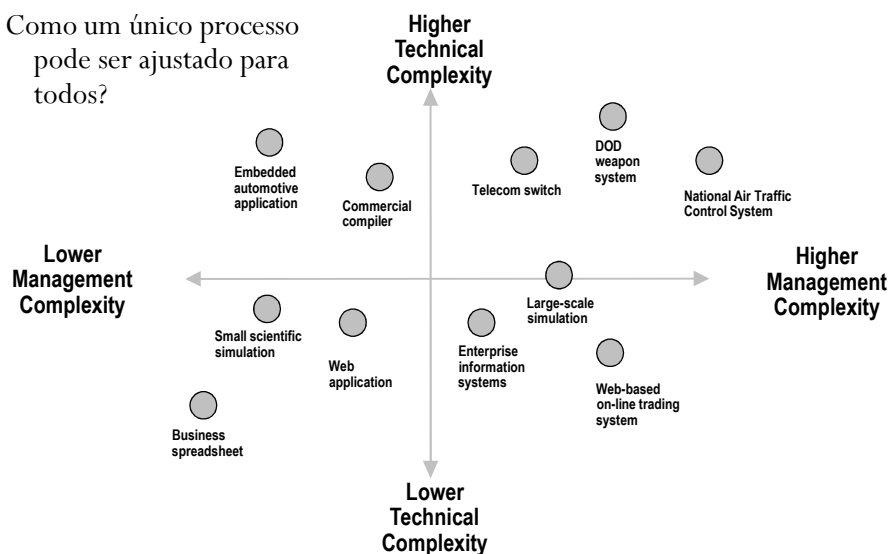 Como um único processo
pode ser ajustado para
todos?
Higher
Technical
Complexity
Embedded
automotive
application
Commercial
compiler
Telecom switch
DOD
weapon
system
National Air Traffic
Control System
Lower
Management
Complexity
Higher
Management
Complexity
Small scientific
simulation
Web
application
Enterprise
information
systems
Large-scale
simulation
Web-based
on-line trading
system
Business
spreadsheet
Lower
Technical
Complexity